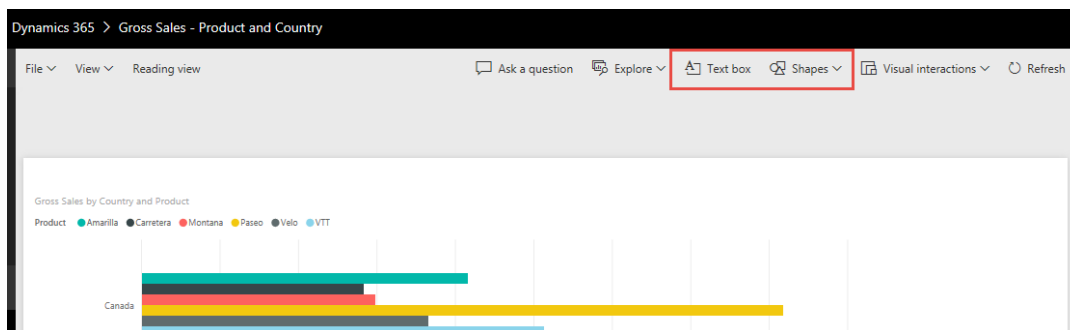 Dynamics 365 > Gross Sales - Product and Country
File View Reading view Ask a question Explore Text box Shapes Visual interactions Refresh
Gross Sales by Country and Product
Product Amarilla Carretera Montana Paseo Velo VTT
Canada